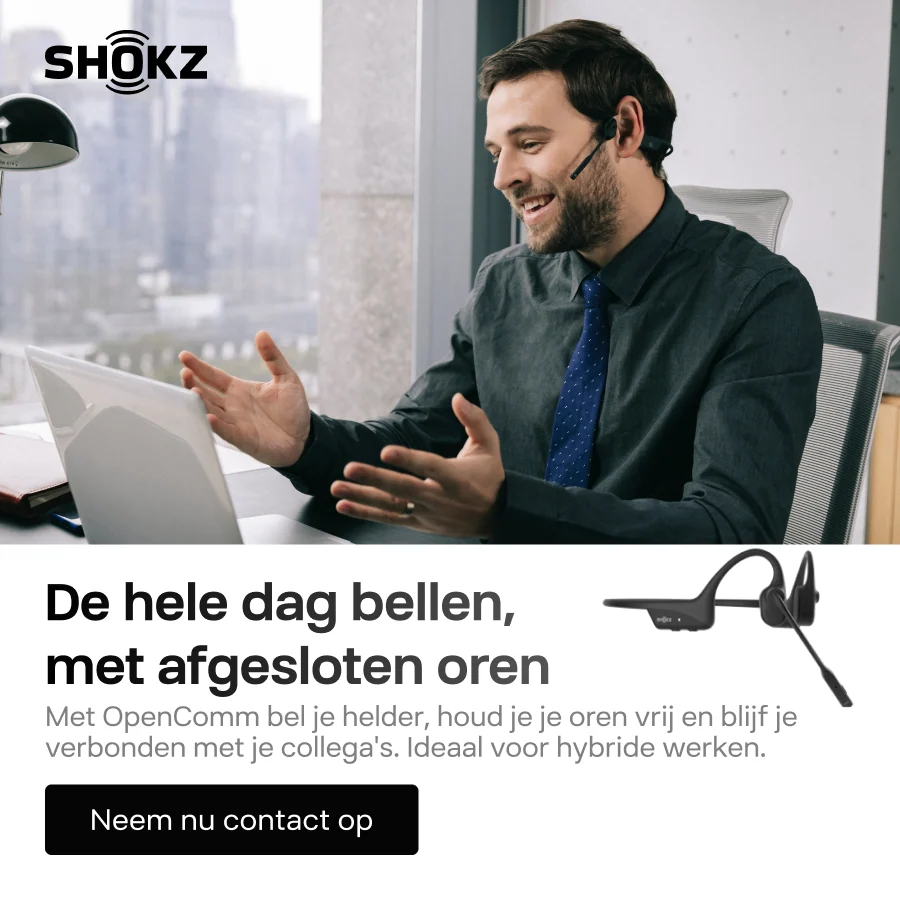 SHOKZ
De hele dag bellen,
met afgesloten oren
SHOKZ
Met OpenComm bel je helder, houd je je oren vrij en blijf je
verbonden met je collega's. Ideaal voor hybride werken.
Neem nu contact op